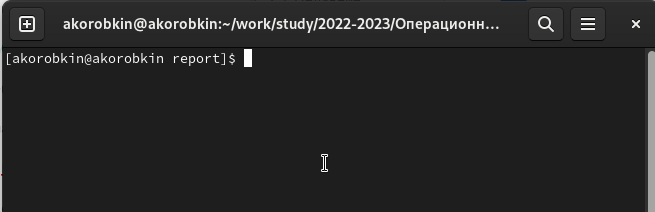 akorobkin@akorobkin:~/work/study/2022-2023/Операционн...
[akorobkin@akorobkin report]$